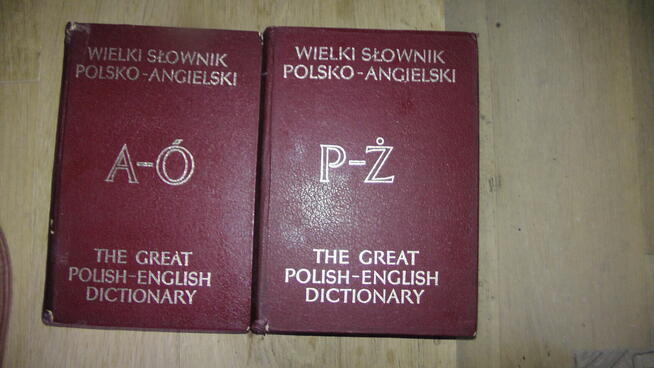 WIELKI SŁOWNIK
POLSKO-ANGIELSKI
A-Ó
THE GREAT
POLISH-ENGLISH
DICTIONARY
WIELKI SŁOWNIK
POLSKO-ANGIELSKI
P-Ż
THE GREAT
POLISH-ENGLISH
DICTIONARY